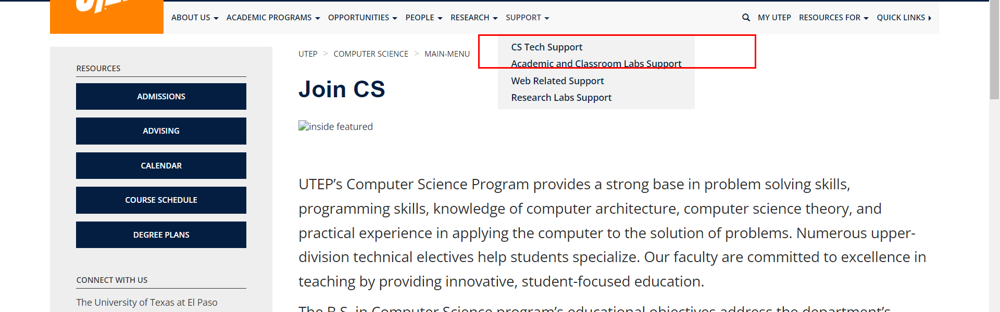 ABOUT US
ACADEMIC PROGRAMS
OPPORTUNITIES
PEOPLE
RESEARCH
SUPPORT
MY UTEP
RESOURCES FOR
QUICK LINKS
CS Tech Support
Academic and Classroom Labs Support
Web Related Support
Research Labs Support
RESOURCES
ADMISSIONS
ADVISING
CALENDAR
COURSE SCHEDULE
DEGREE PLANS
CONNECT WITH US
The University of Texas at El Paso
UTEP > COMPUTER SCIENCE > MAIN-MENU
Join CS
inside featured
UTEP’s Computer Science Program provides a strong base in problem solving skills,
programming skills, knowledge of computer architecture, computer science theory, and
practical experience in applying the computer to the solution of problems. Numerous upper-
division technical electives help students specialize. Our faculty are committed to excellence in
teaching by providing innovative, student-focused education.
The B.S. in Computer Science program’s educational objectives address the department’s